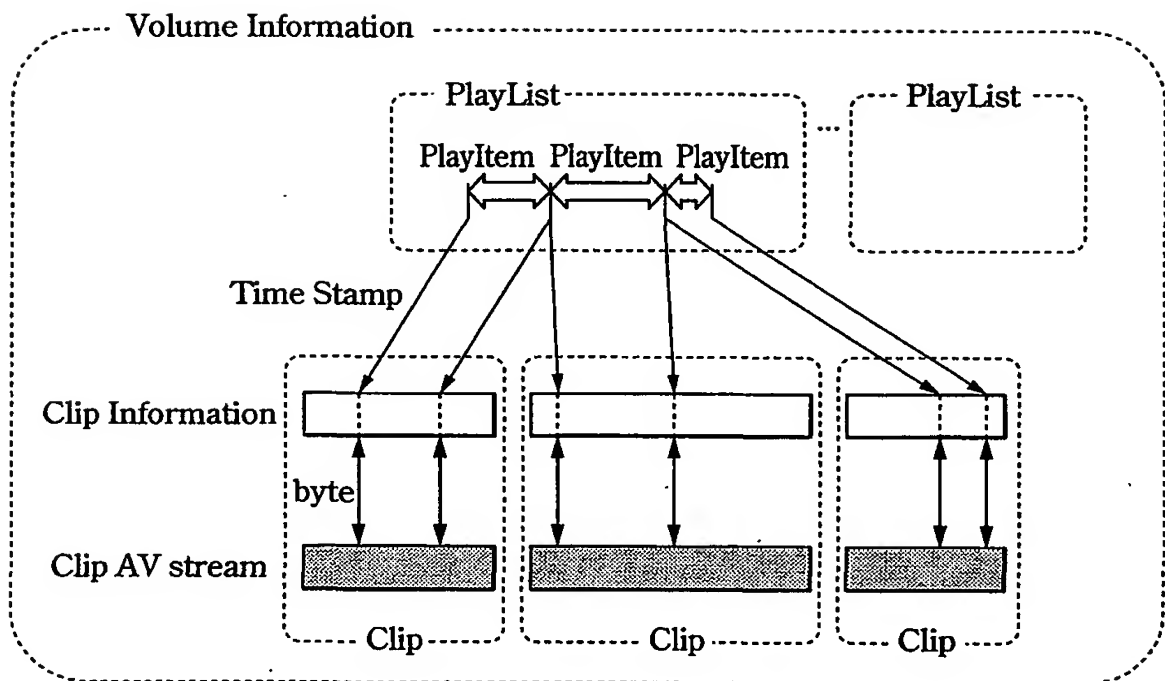 Volume Information
PlayList
...
PlayList
PlayItem PlayItem PlayItem
Time Stamp
Clip Information
byte
Clip AV stream
Clip
Clip
Clip